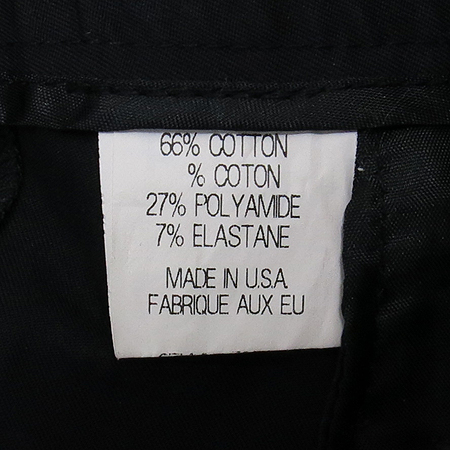 66% COTTON
% COTON
27% POLYAMIDE
7% ELASTANE
MADE IN U.S.A.
FABRIQUE AUX EU